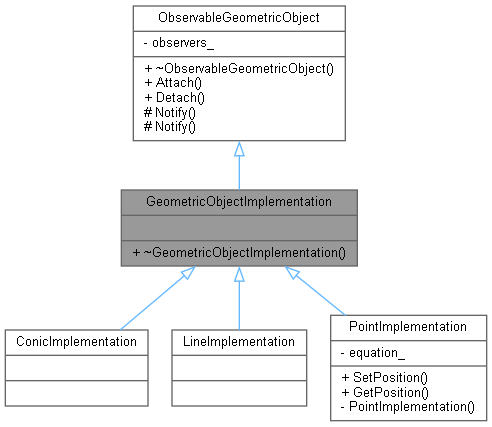 ObservableGeometricObject
- observers_
+ ~ObservableGeometricObject()
+ Attach()
+ Detach()
# Notify()
# Notify()
GeometricObjectImplementation
+ ~GeometricObjectImplementation()
ConicImplementation
LineImplementation
PointImplementation
- equation_
+ SetPosition()
+ GetPosition()
- PointImplementation()